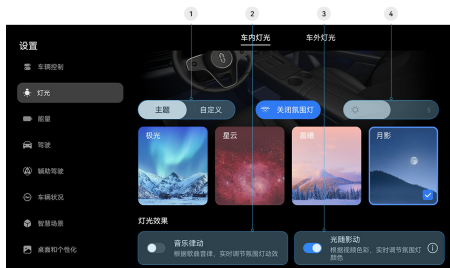 1 2 3 4
设置
车内灯光 车外灯光
车辆控制
灯光
能量
驾驶
辅助驾驶
车辆状况
智慧场景
桌面和个性化
主题 自定义
关闭氛围灯
5
极光 星云 晨曦 月影
灯光效果
音乐律动
根据歌曲音律，实时调节氛围灯动效
光随影动
根据视频色彩，实时调节氛围灯
颜色